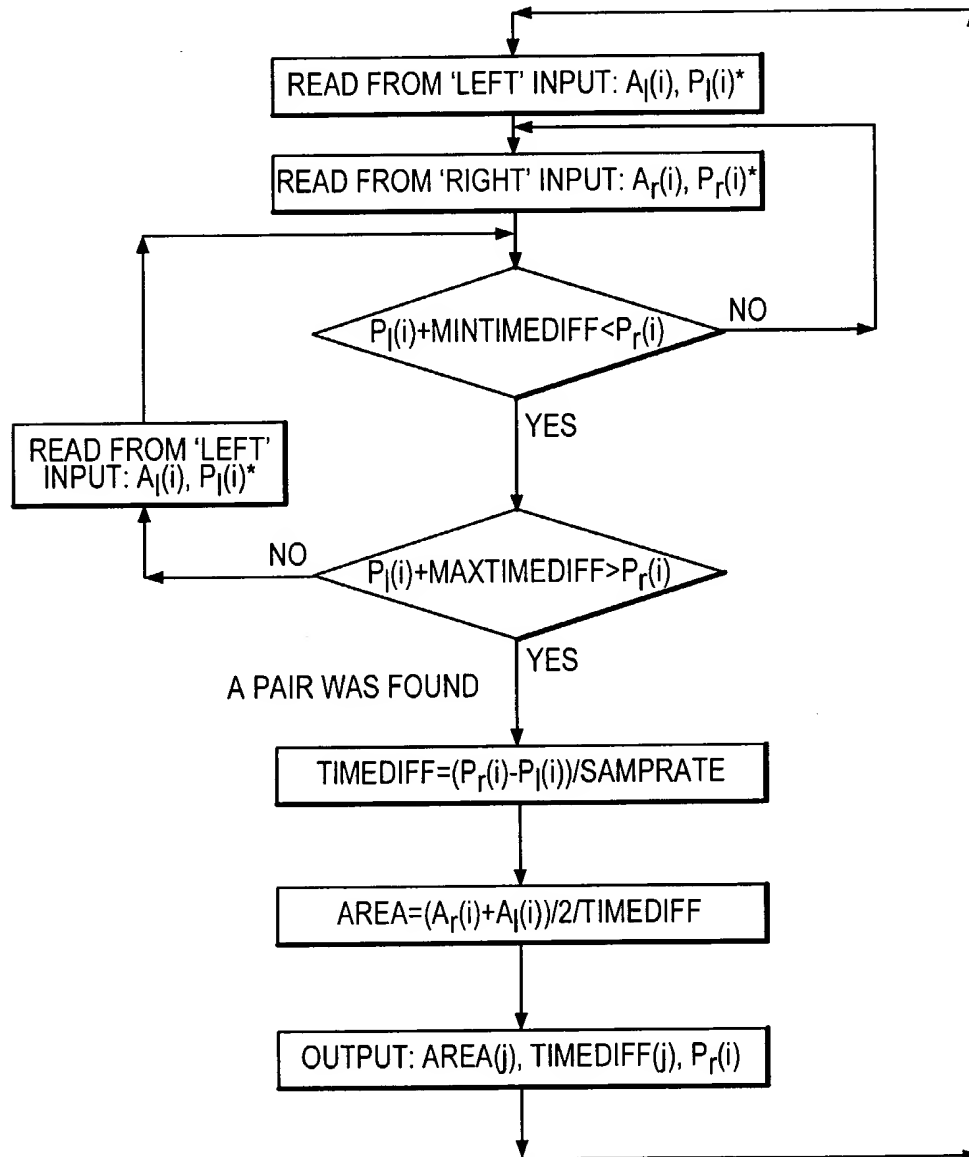 READ FROM ‘LEFT’ INPUT: Al(i), Pl(i)*
READ FROM ‘RIGHT’ INPUT: Ar(i), Pr(i)*
Pl(i)+MINTIMEDIFF<Pr(i)
NO
YES
READ FROM ‘LEFT’
INPUT: Al(i), Pl(i)*
NO
Pl(i)+MAXTIMEDIFF>Pr(i)
YES
A PAIR WAS FOUND
TIMEDIFF=(Pr(i)-Pl(i))/SAMPRATE
AREA=(Ar(i)+Al(i))/2/TIMEDIFF
OUTPUT: AREA(j), TIMEDIFF(j), Pr(i)